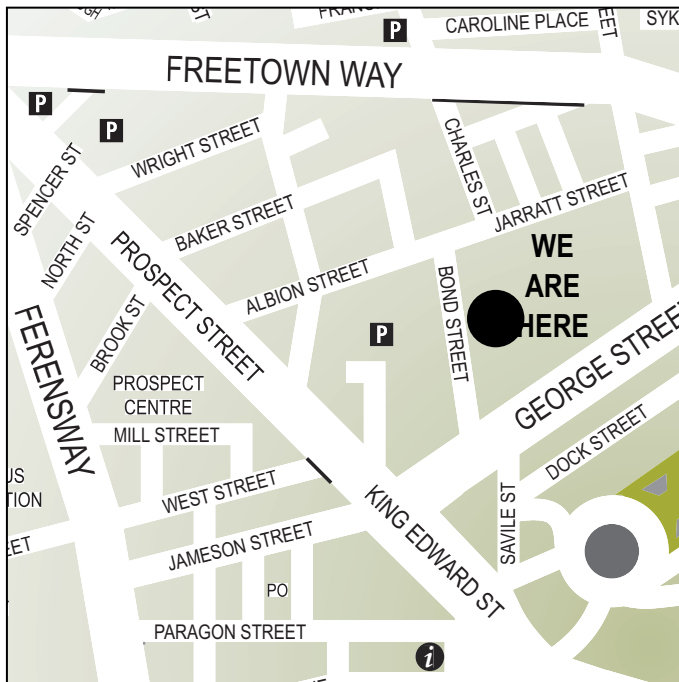 CAROLINE PLACE
FREETOWN WAY
P
P
P
CHARLES ST
WRIGHT STREET
SPENCER ST
JARRATT STREET
BAKER STREET
NORTH ST
PROSPECT STREET
WE
ARE
HERE
ALBION STREET
BOND STREET
BROOK ST
P
FERENSWAY
GEORGE STREET
PROSPECT
CENTRE
MILL STREET
DOCK STREET
WEST STREET
KING EDWARD ST
SAVILE ST
JAMESON STREET
PO
PARAGON STREET
i